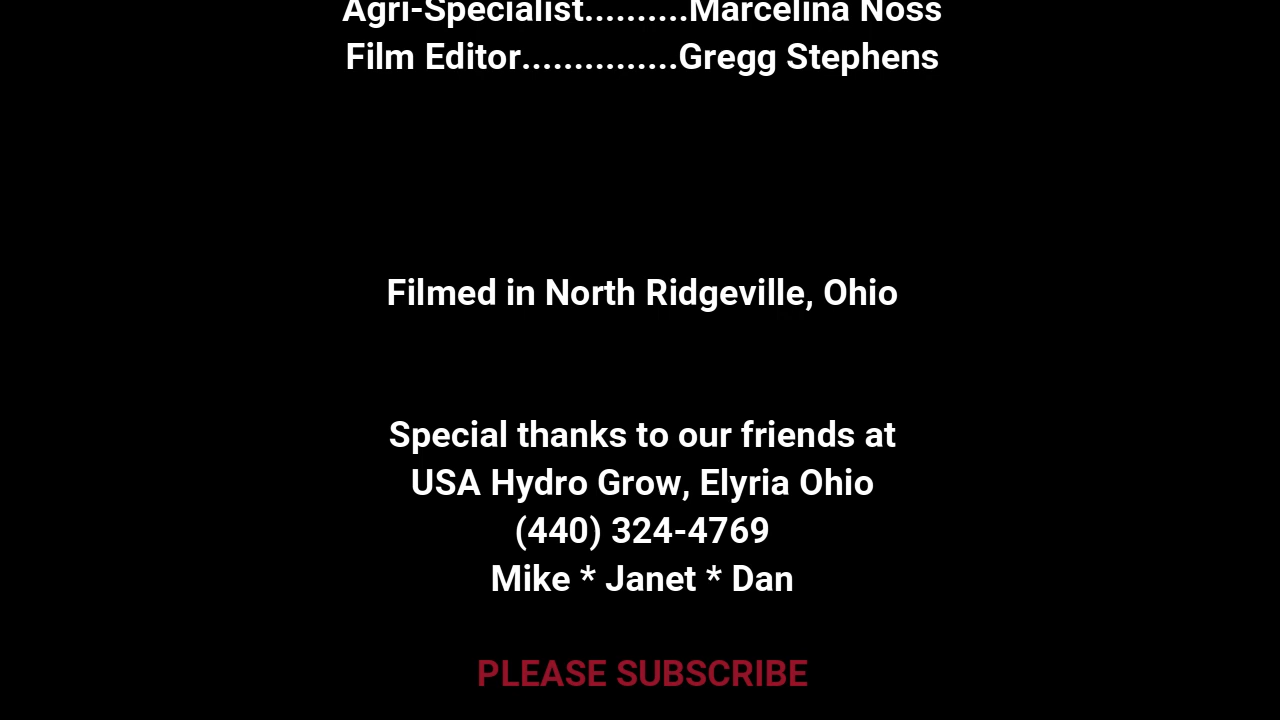 Agri-Specialist..........Marcelina Noss
Film Editor...............Gregg Stephens
Filmed in North Ridgeville, Ohio
Special thanks to our friends at
USA Hydro Grow, Elyria Ohio
(440) 324-4769
Mike * Janet * Dan
PLEASE SUBSCRIBE